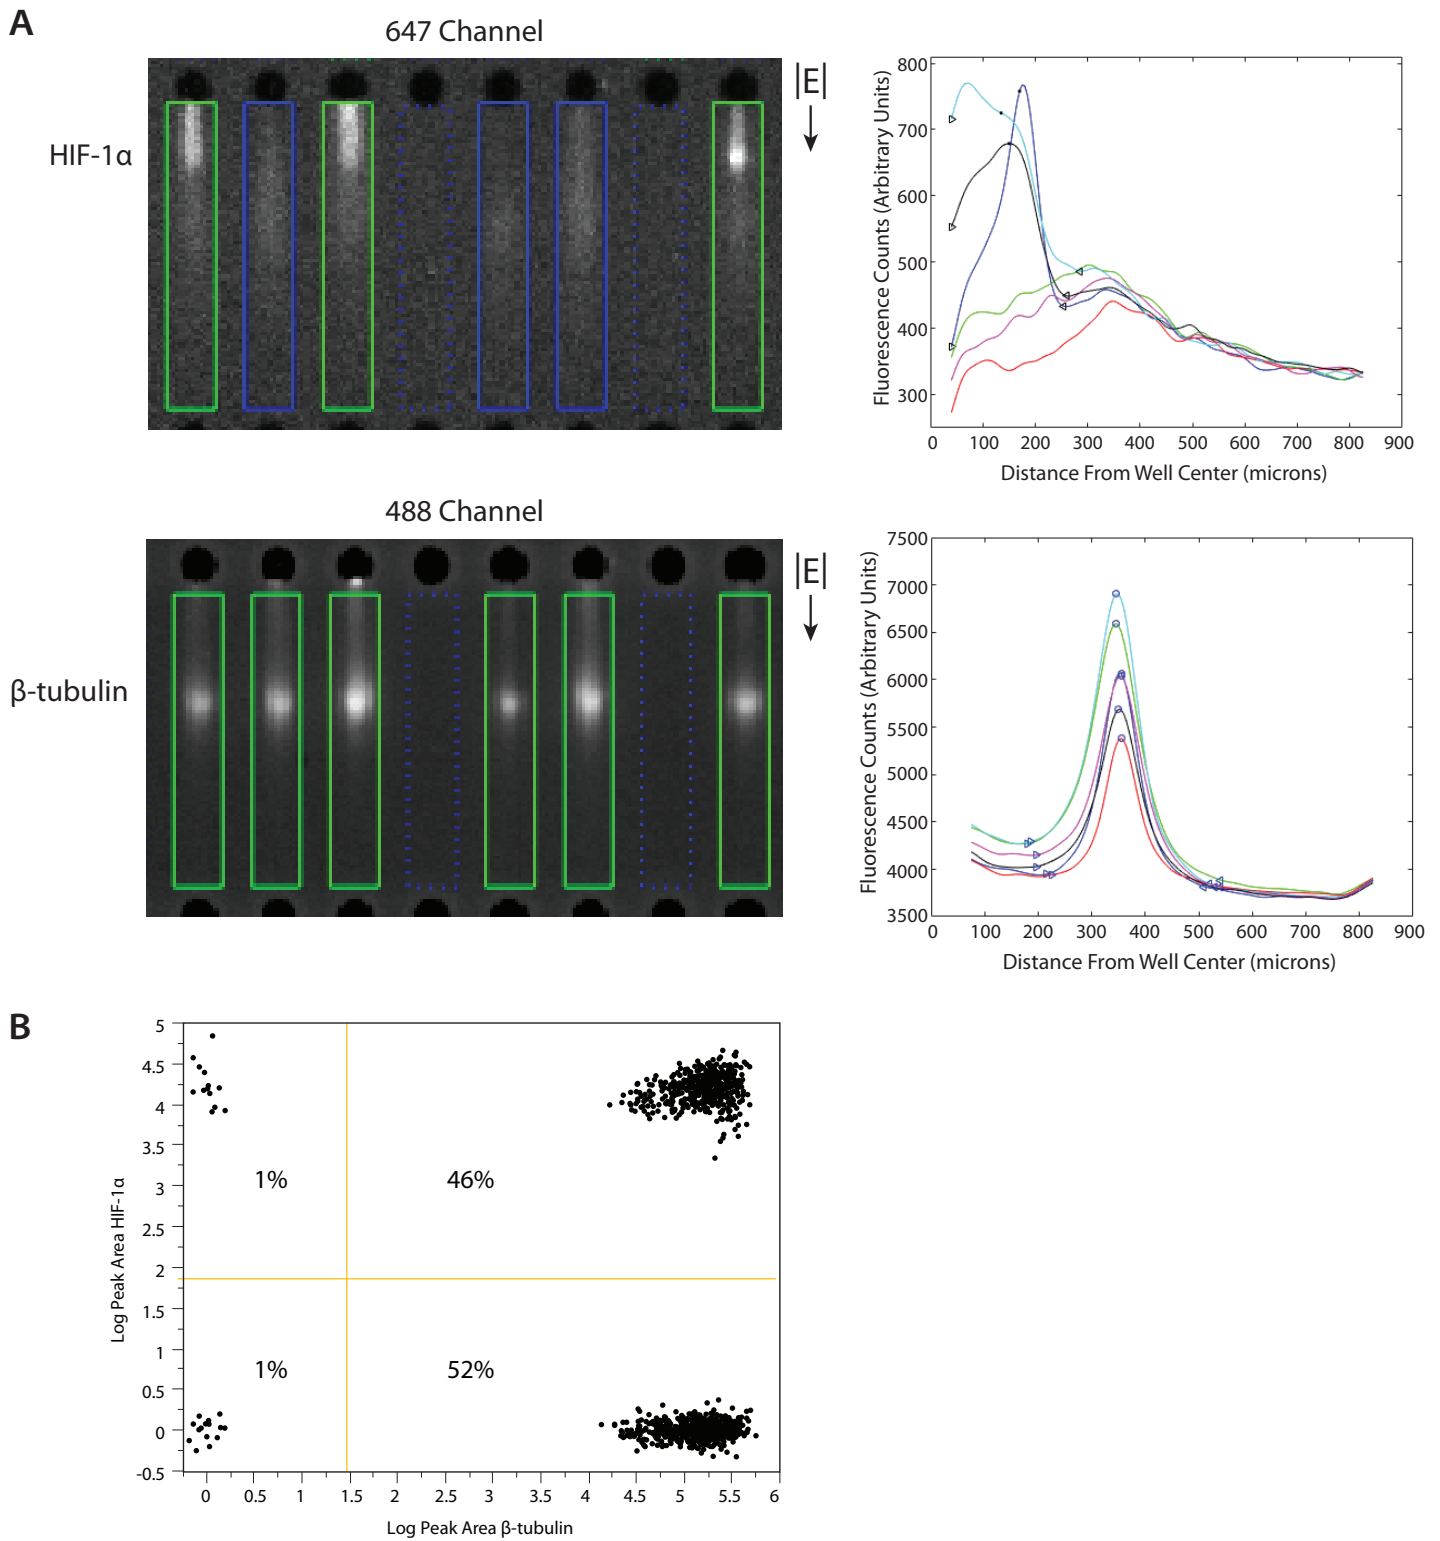 A
647 Channel
HIF-1α
|E|
800
700
600
500
400
300
Fluorescence Counts (Arbitrary Units)
0 100 200 300 400 500 600 700 800 900
Distance From Well Center (microns)
488 Channel
β-tubulin
|E|
7500
7000
6500
6000
5500
5000
4500
4000
3500
Fluorescence Counts (Arbitrary Units)
0 100 200 300 400 500 600 700 800 900
Distance From Well Center (microns)
B
5
4.5
4
3.5
3
2.5
2
1.5
1
0.5
0
-0.5
Log Peak Area HIF-1α
1% 46%
1% 52%
0 0.5 1 1.5 2 2.5 3 3.5 4 4.5 5 5.5 6
Log Peak Area β-tubulin